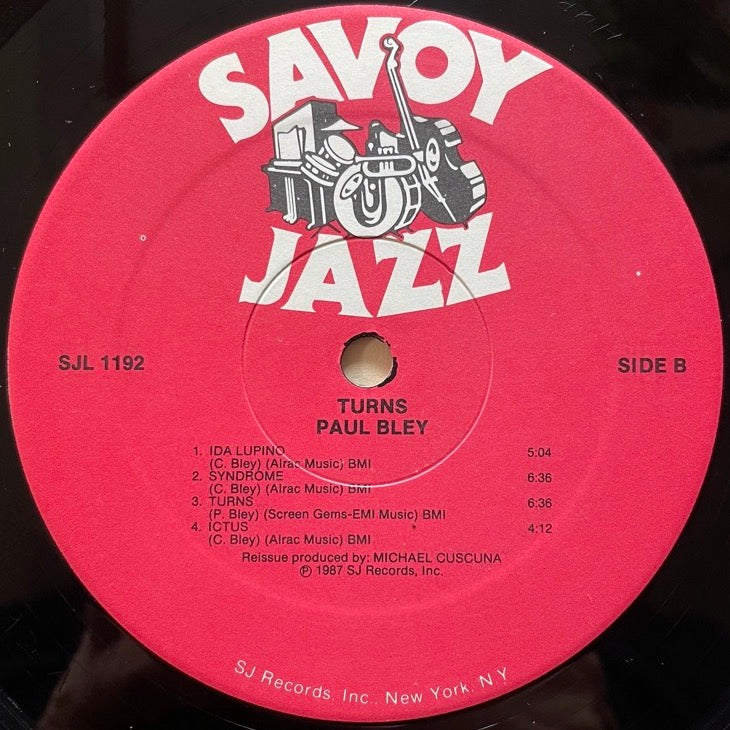 SAVOY
JAZZ
SJL 1192
SIDE B
TURNS
PAUL BLEY
1. IDA LUPINO 5:04
(C. Bley) (Alrac Music) BMI
2. SYNDROME 6:36
(C. Bley) (Alrac Music) BMI
3. TURNS 6:36
(P. Bley) (Screen Gems-EMI Music) BMI
4. ICTUS 4:12
(C. Bley) (Alrac Music) BMI
Reissue produced by: MICHAEL CUSCUNA
℗ 1987 SJ Records, Inc.
SJ Records, Inc., New York, N Y